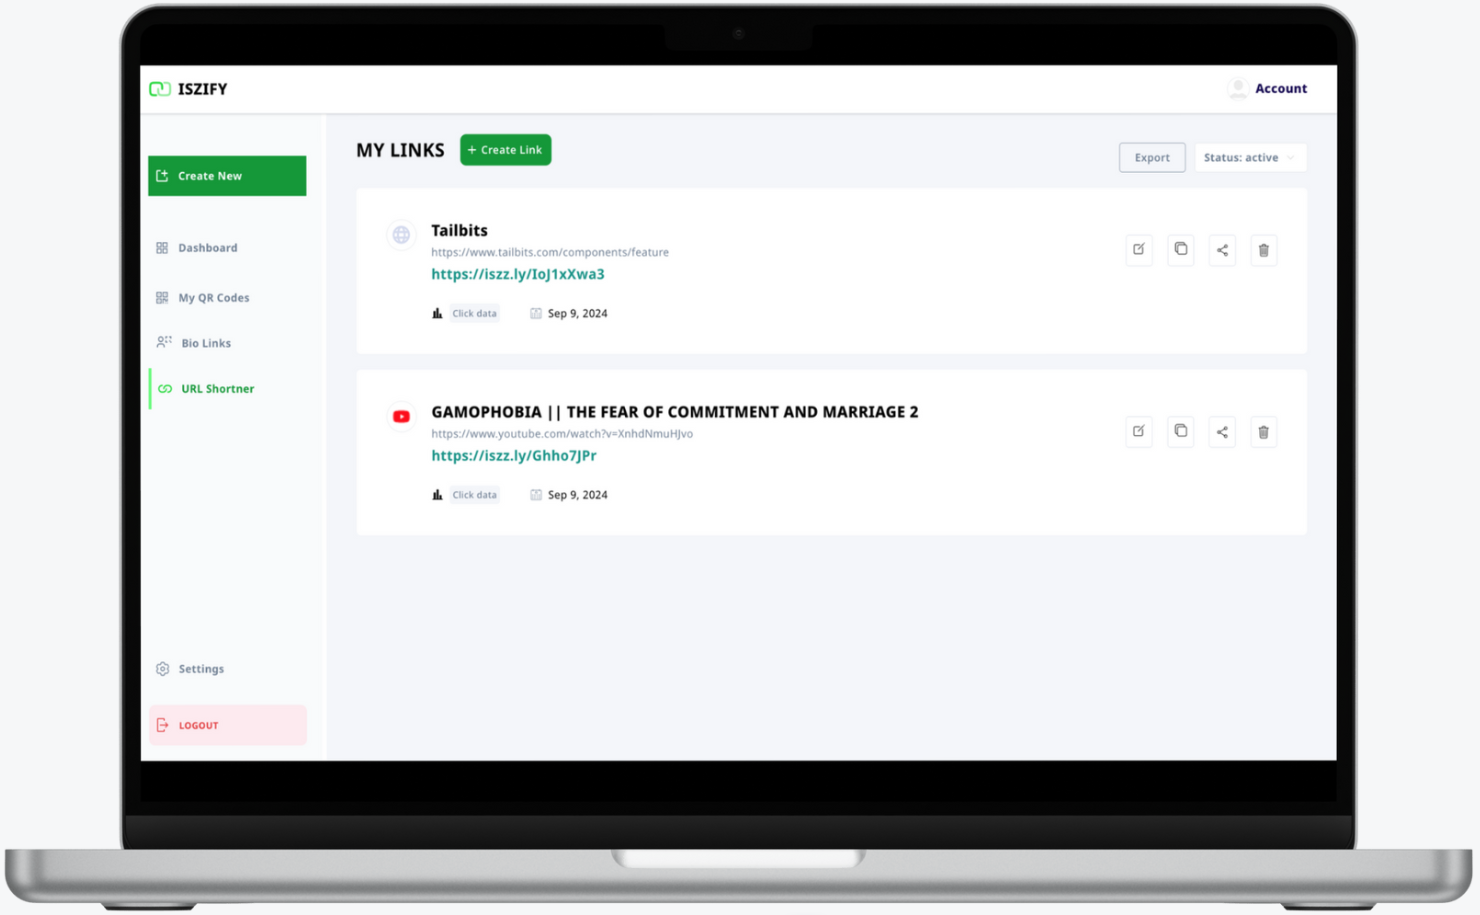 ISZIFY
Account
Create New
Dashboard
My QR Codes
Bio Links
URL Shortner
Settings
LOGOUT
MY LINKS
+ Create Link
Export
Status: active
Tailbits
https://www.tailbits.com/components/feature
https://iszz.ly/IoJ1xXwa3
Click data
Sep 9, 2024
GAMOPHOBIA || THE FEAR OF COMMITMENT AND MARRIAGE 2
https://www.youtube.com/watch?v=XnhdNmuHJvo
https://iszz.ly/Ghho7JPr
Click data
Sep 9, 2024